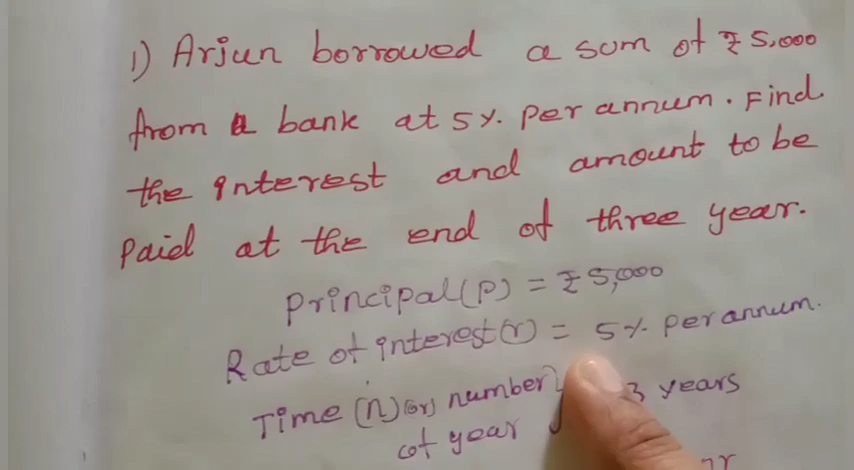 1) Arjun borrowed a sum of ₹5,000
from a bank at 5%. Per annum. Find
the interest and amount to be
Paid at the end of three year.
Principal(P) = ₹5,000
Rate of interest(r) = 5% per annum.
Time (n) (or) number} 3 years
of year